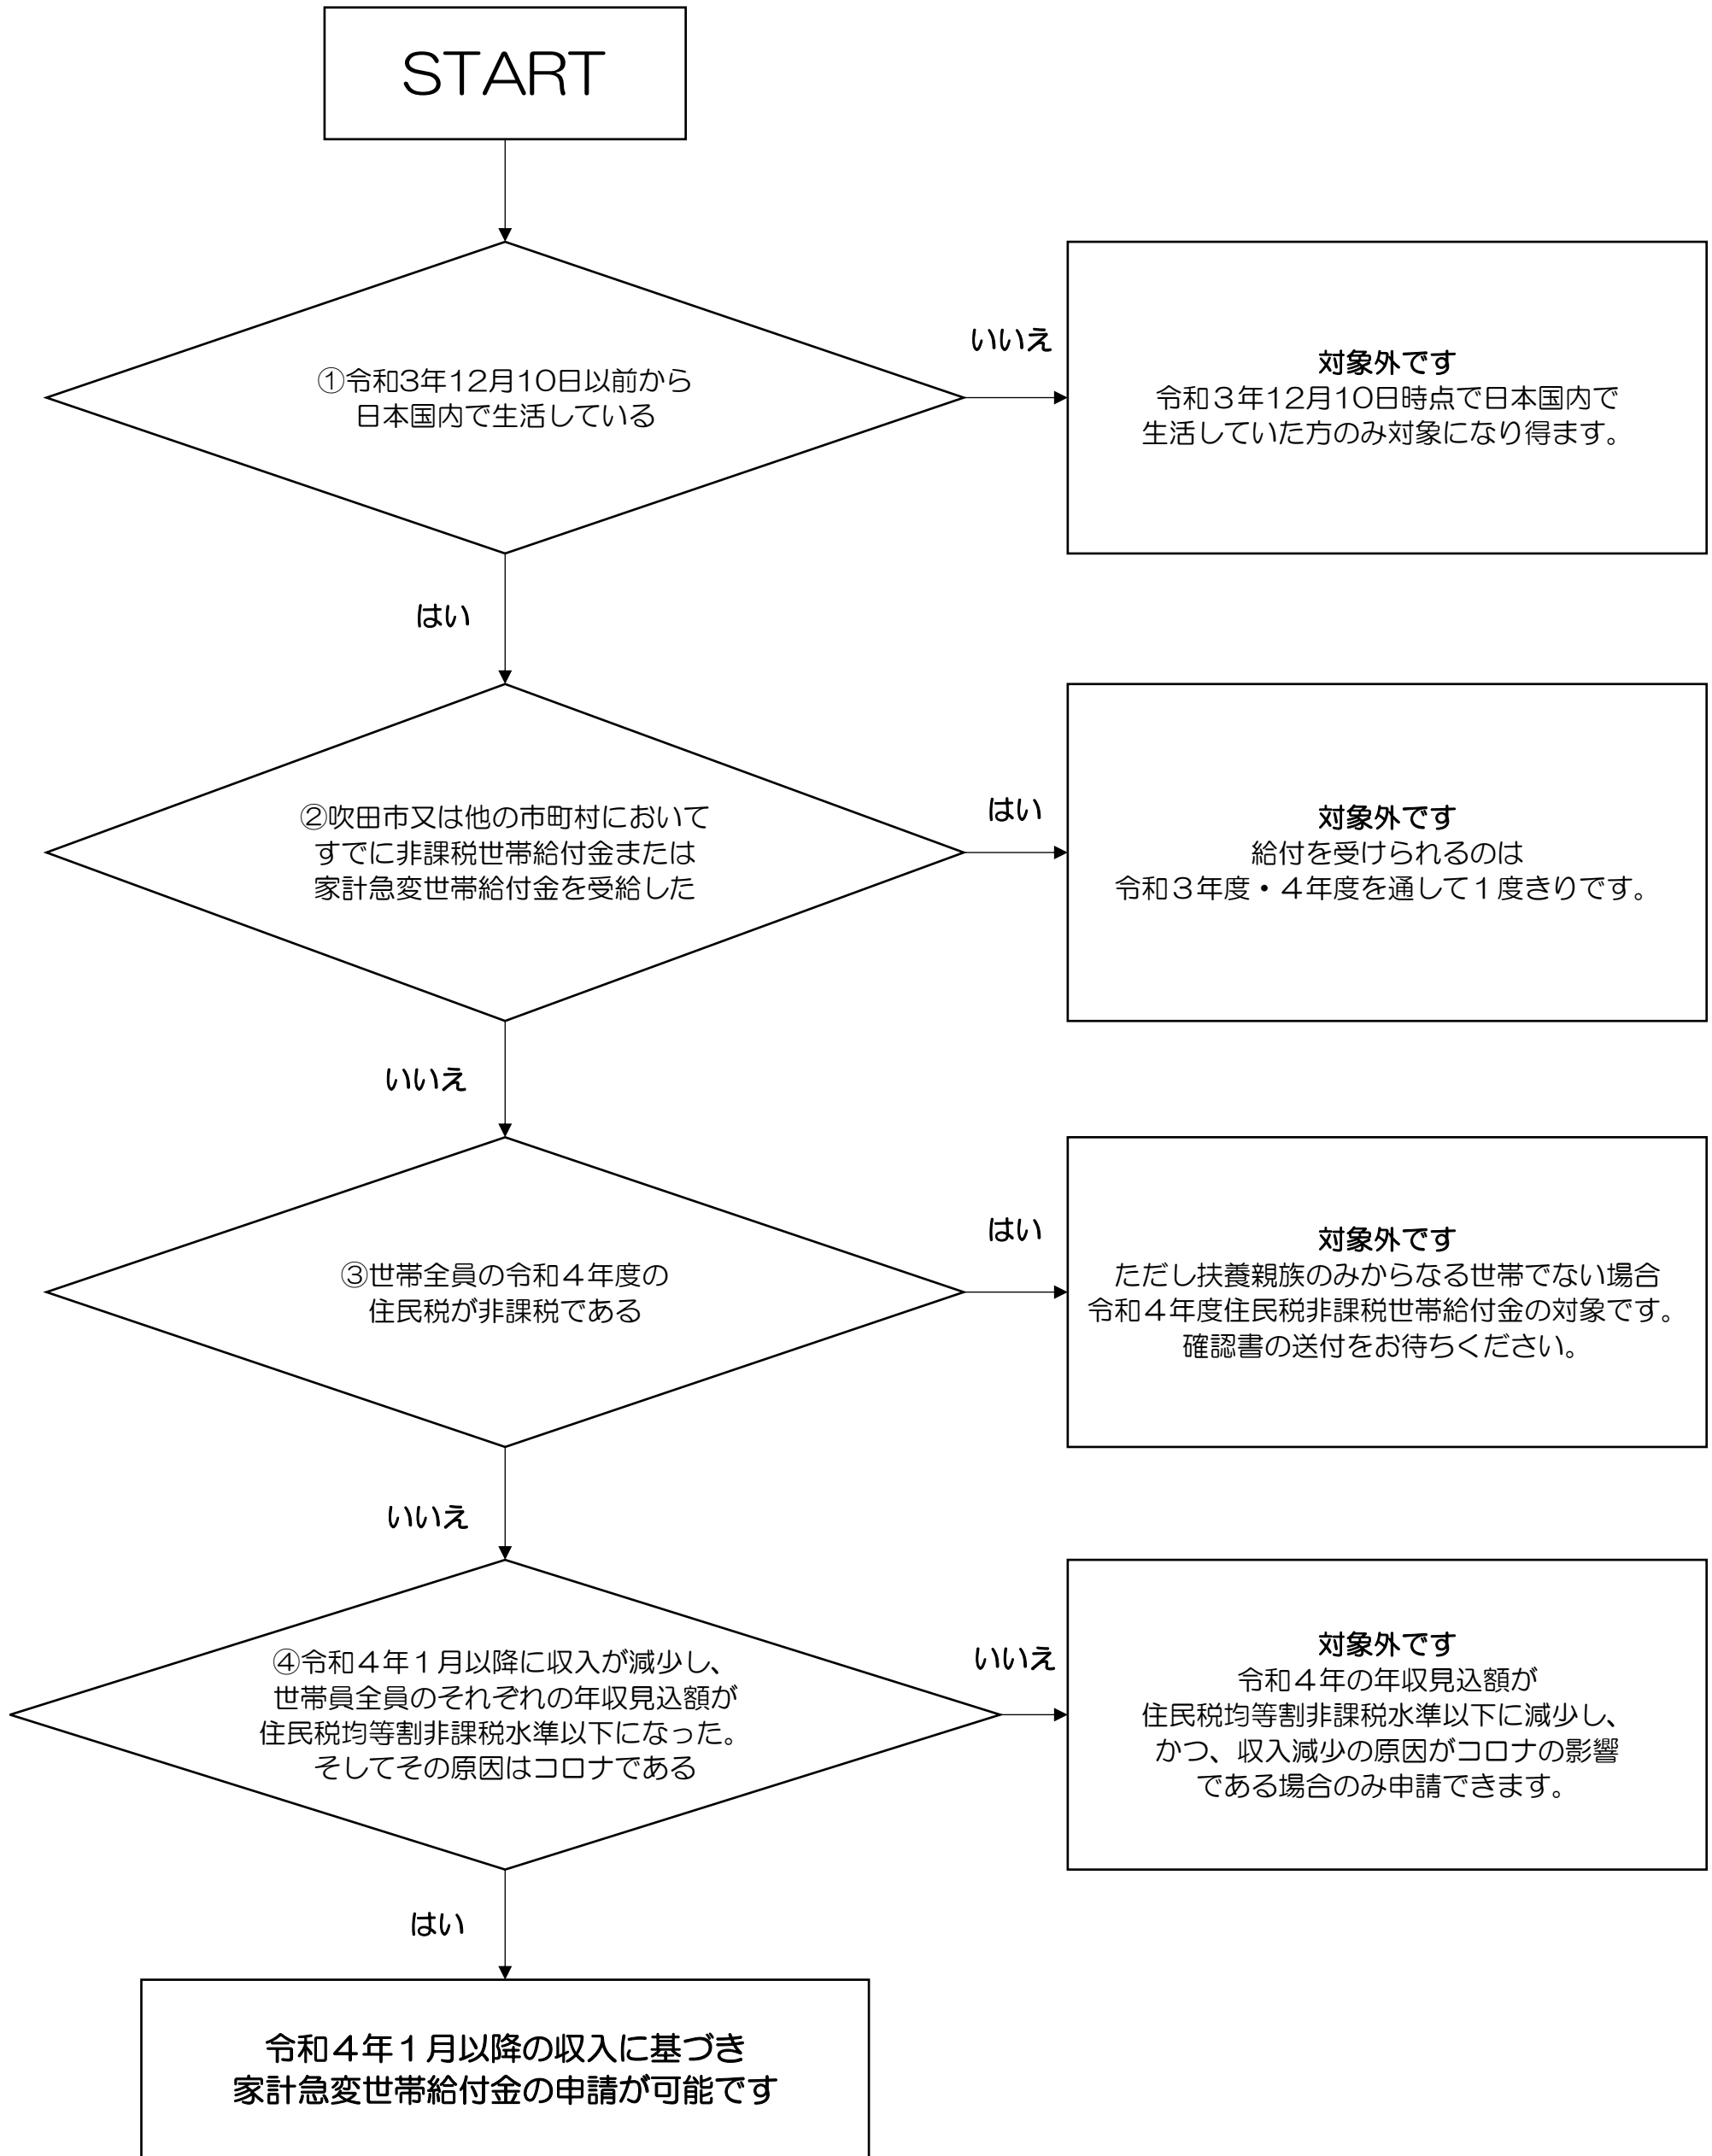 START
①令和3年12月10日以前から
日本国内で生活している
いいえ
対象外です
令和３年12月10日時点で日本国内で
生活していた方のみ対象になり得ます。
はい
②吹田市又は他の市町村において
すでに非課税世帯給付金または
家計急変世帯給付金を受給した
はい
対象外です
給付を受けられるのは
令和３年度・４年度を通して１度きりです。
いいえ
③世帯全員の令和４年度の
住民税が非課税である
はい
対象外です
ただし扶養親族のみからなる世帯でない場合
令和４年度住民税非課税世帯給付金の対象です。
確認書の送付をお待ちください。
いいえ
④令和４年１月以降に収入が減少し、
世帯員全員のそれぞれの年収見込額が
住民税均等割非課税水準以下になった。
そしてその原因はコロナである
いいえ
対象外です
令和４年の年収見込額が
住民税均等割非課税水準以下に減少し、
かつ、収入減少の原因がコロナの影響
である場合のみ申請できます。
はい
令和４年１月以降の収入に基づき
家計急変世帯給付金の申請が可能です